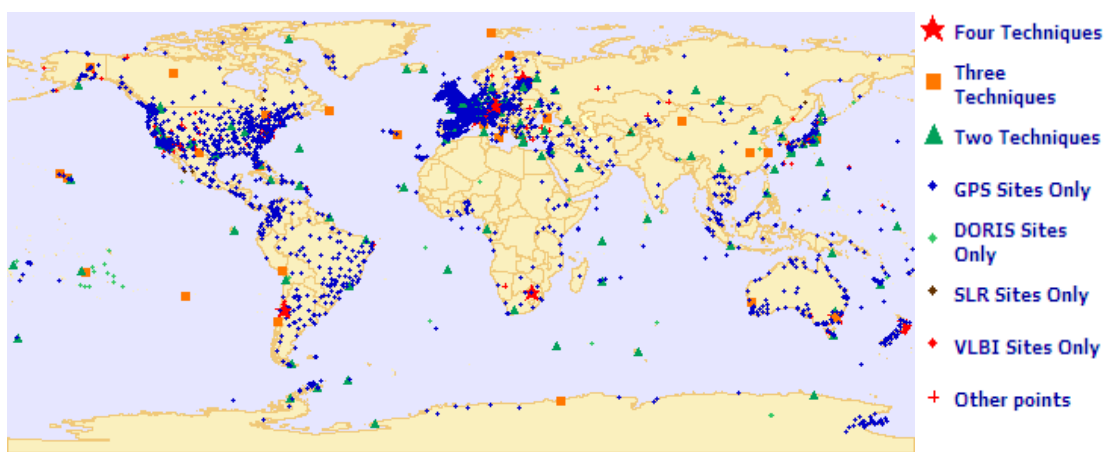 Four Techniques
Three
Techniques
Two Techniques
GPS Sites Only
DORIS Sites
Only
SLR Sites Only
VLBI Sites Only
Other points